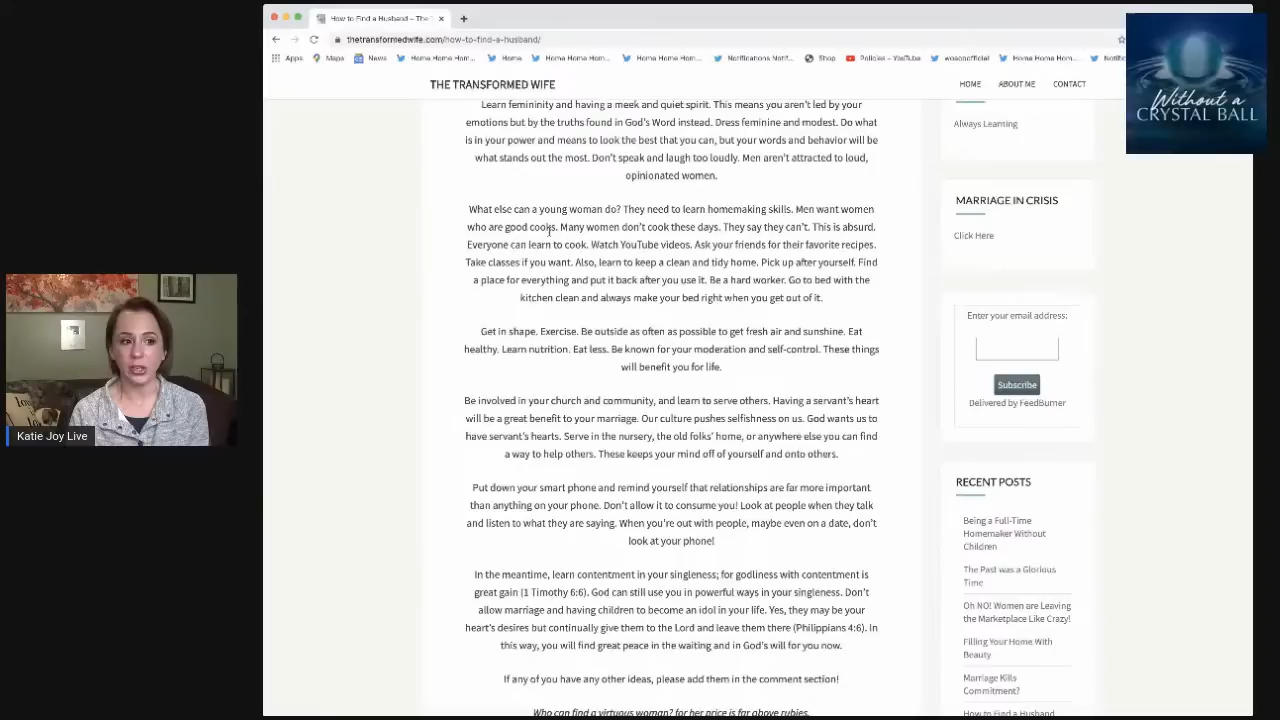 How to Find a Husband – The
thetransformedwife.com/how-to-find-a-husband/
Apps
Maps
News
Home Home Hom...
Home
Home Home Hom...
Home Home Hom...
Notifications Notif...
Shop
Policies – YouTube
woacbofficial
Home Home Hom...
THE TRANSFORMED WIFE
HOME
ABOUT ME
CONTACT
Without a
CRYSTAL BALL
Learn femininity and having a meek and quiet spirit. This means you aren't led by your
emotions but by the truths found in God's Word instead. Dress feminine and modest. Do what
is in your power and means to look the best that you can, but your words and behavior will be
what stands out the most. Don't speak and laugh too loudly. Men aren't attracted to loud,
opinionated women.
What else can a young woman do? They need to learn homemaking skills. Men want women
who are good cooks. Many women don't cook these days. They say they can't. This is absurd.
Everyone can learn to cook. Watch YouTube videos. Ask your friends for their favorite recipes.
Take classes if you want. Also, learn to keep a clean and tidy home. Pick up after yourself. Find
a place for everything and put it back after you use it. Be a hard worker. Go to bed with the
kitchen clean and always make your bed right when you get out of it.
Get in shape. Exercise. Be outside as often as possible to get fresh air and sunshine. Eat
healthy. Learn nutrition. Eat less. Be known for your moderation and self-control. These things
will benefit you for life.
Be involved in your church and community, and learn to serve others. Having a servant's heart
will be a great benefit to your marriage. Our culture pushes selfishness on us. God wants us to
have servant's hearts. Serve in the nursery, the old folks' home, or anywhere else you can find
a way to help others. These keeps your mind off of yourself and onto others.
Put down your smart phone and remind yourself that relationships are far more important
than anything on your phone. Don't allow it to consume you! Look at people when they talk
and listen to what they are saying. When you're out with people, maybe even on a date, don't
look at your phone!
In the meantime, learn contentment in your singleness; for godliness with contentment is
great gain (1 Timothy 6:6). God can still use you in powerful ways in your singleness. Don't
allow marriage and having children to become an idol in your life. Yes, they may be your
heart's desires but continually give them to the Lord and leave them there (Philippians 4:6). In
this way, you will find great peace in the waiting and in God's will for you now.
If any of you have any other ideas, please add them in the comment section!
Who can find a virtuous woman? for her price is far above rubies.
Always Learning
MARRIAGE IN CRISIS
Click Here
Enter your email address:
Subscribe
Delivered by FeedBurner
RECENT POSTS
Being a Full-Time
Homemaker Without
Children
The Past was a Glorious
Time
Oh NO! Women are Leaving
the Marketplace Like Crazy!
Filling Your Home With
Beauty
Marriage Kills
Commitment?
How to Find a Husband
Katie Joy Live